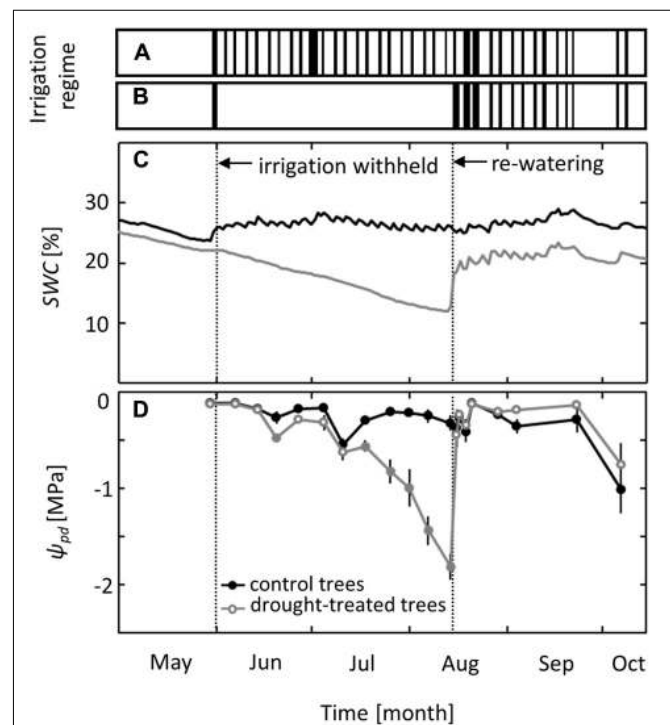 Irrigation regime
A
B
C
irrigation withheld
re-watering
SWC [%]
30
20
10
D
ψpd [MPa]
0
-1
-2
control trees
drought-treated trees
May Jun Jul Aug Sep Oct
Time [month]